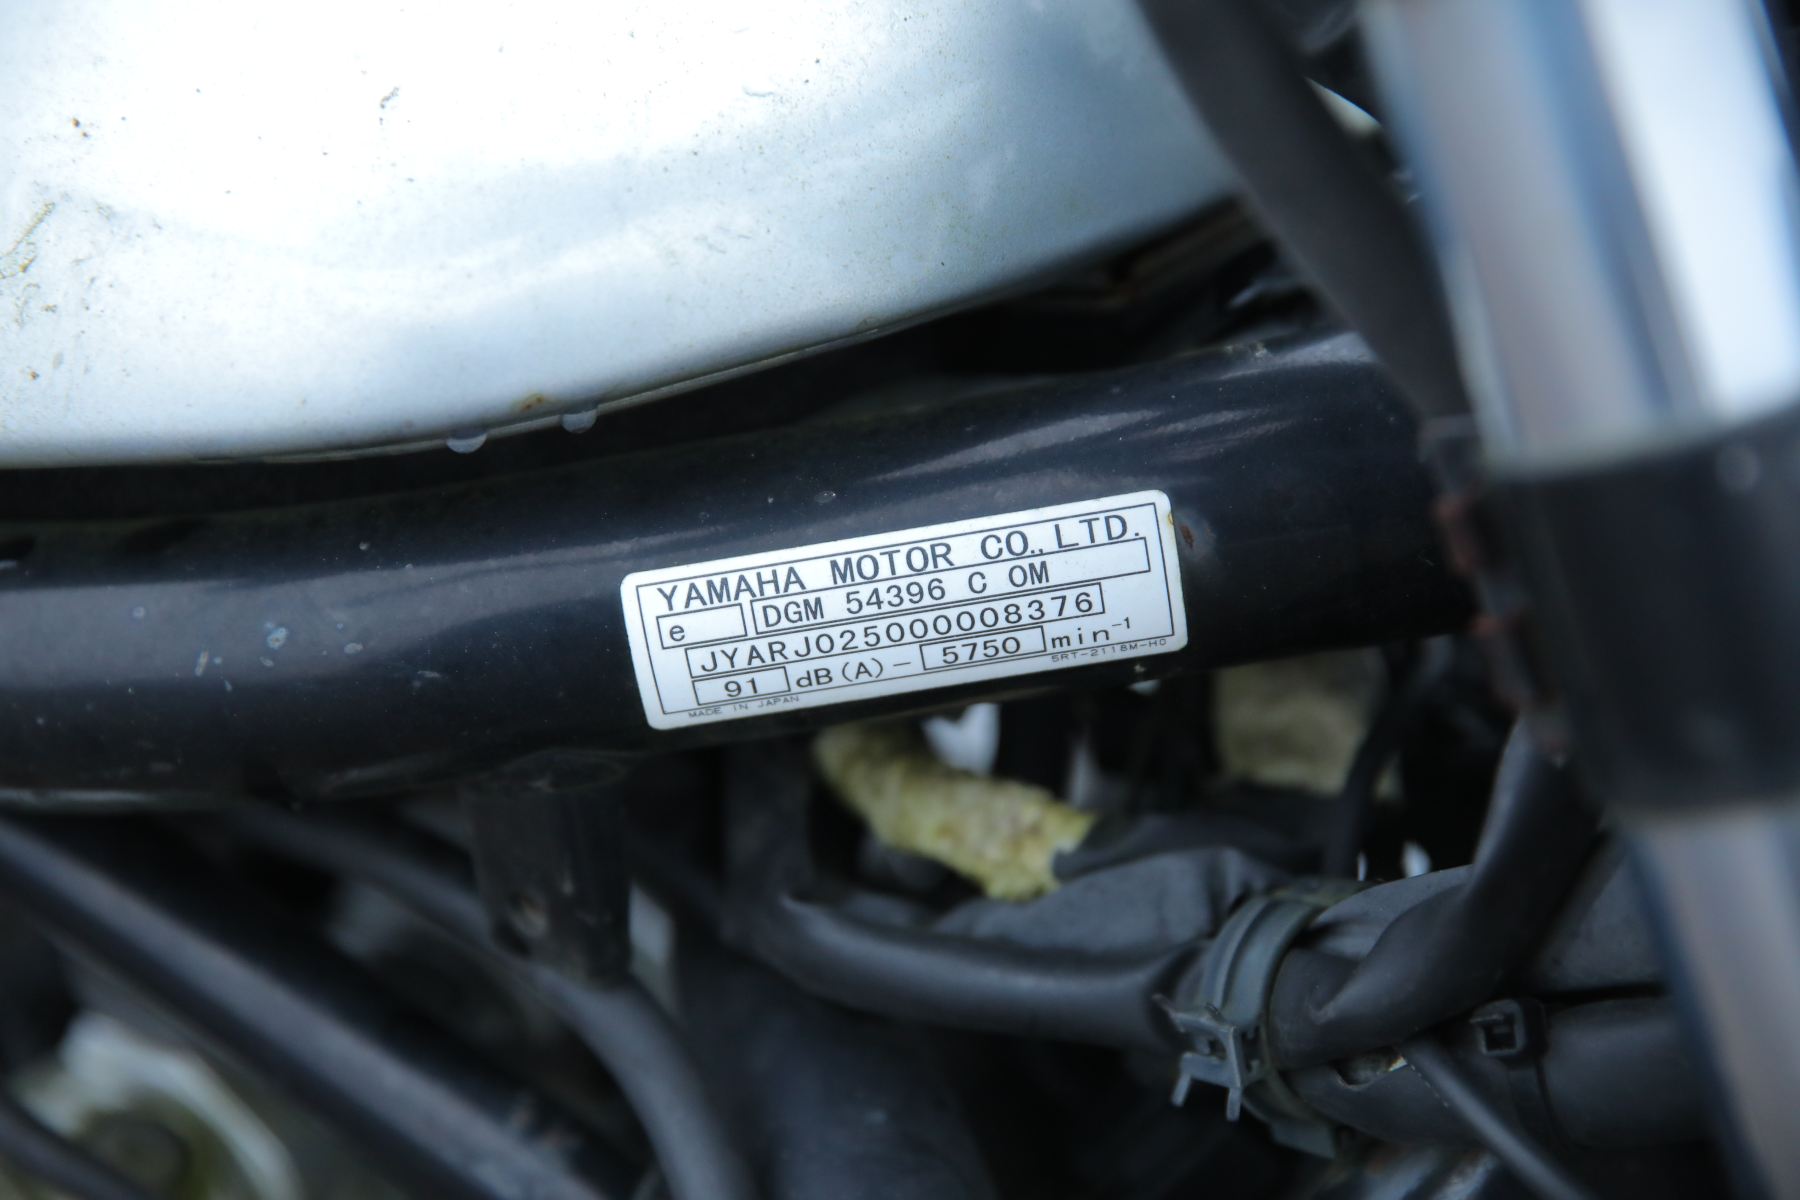 YAMAHA MOTOR CO., LTD.
e DGM 54396 C OM
JYARJ025000008376
91 dB(A) - 5750 min-1
MADE IN JAPAN 5RT-2118M-H0